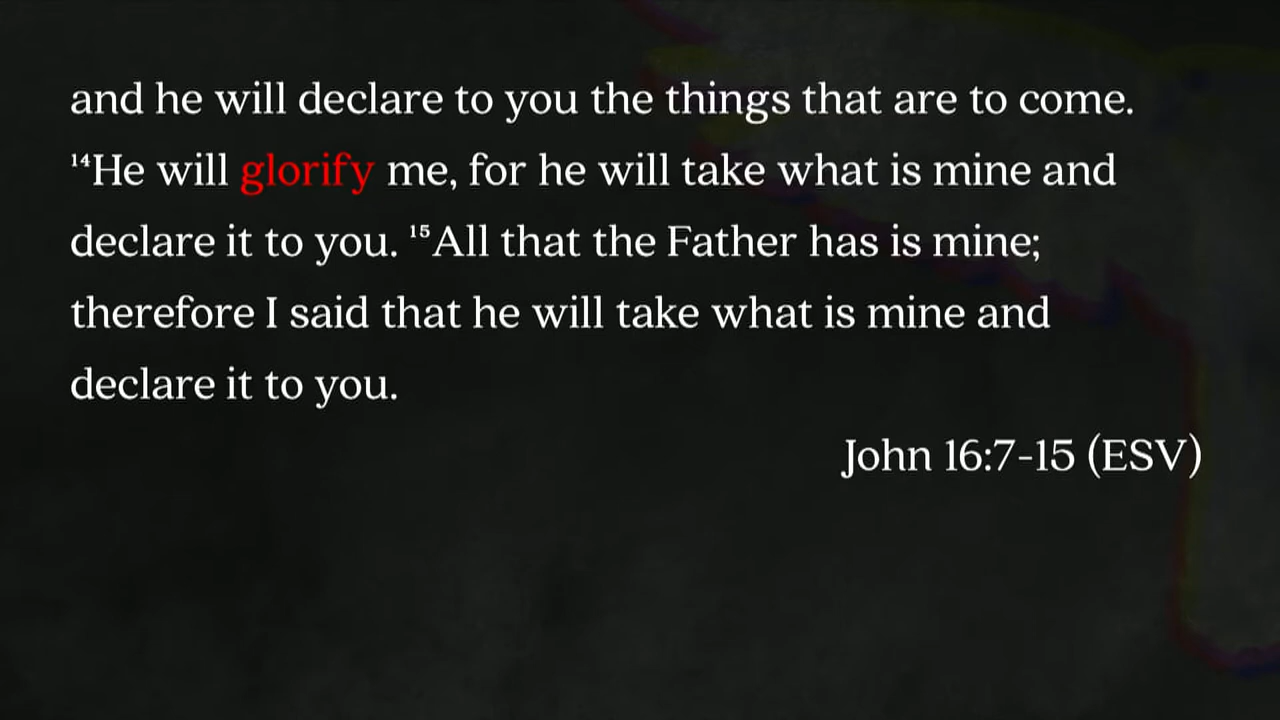 and he will declare to you the things that are to come.
¹⁴He will glorify me, for he will take what is mine and
declare it to you. ¹⁵All that the Father has is mine;
therefore I said that he will take what is mine and
declare it to you.
John 16:7-15 (ESV)